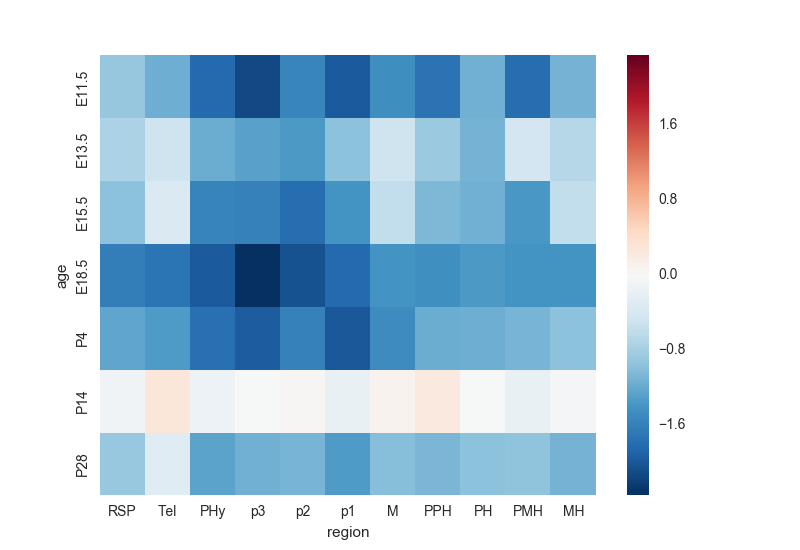 E11.5
E13.5
E15.5
E18.5
P4
P14
P28
age
RSP Tel PHy p3 p2 p1 M PPH PH PMH MH
region
1.6
0.8
0.0
−0.8
−1.6